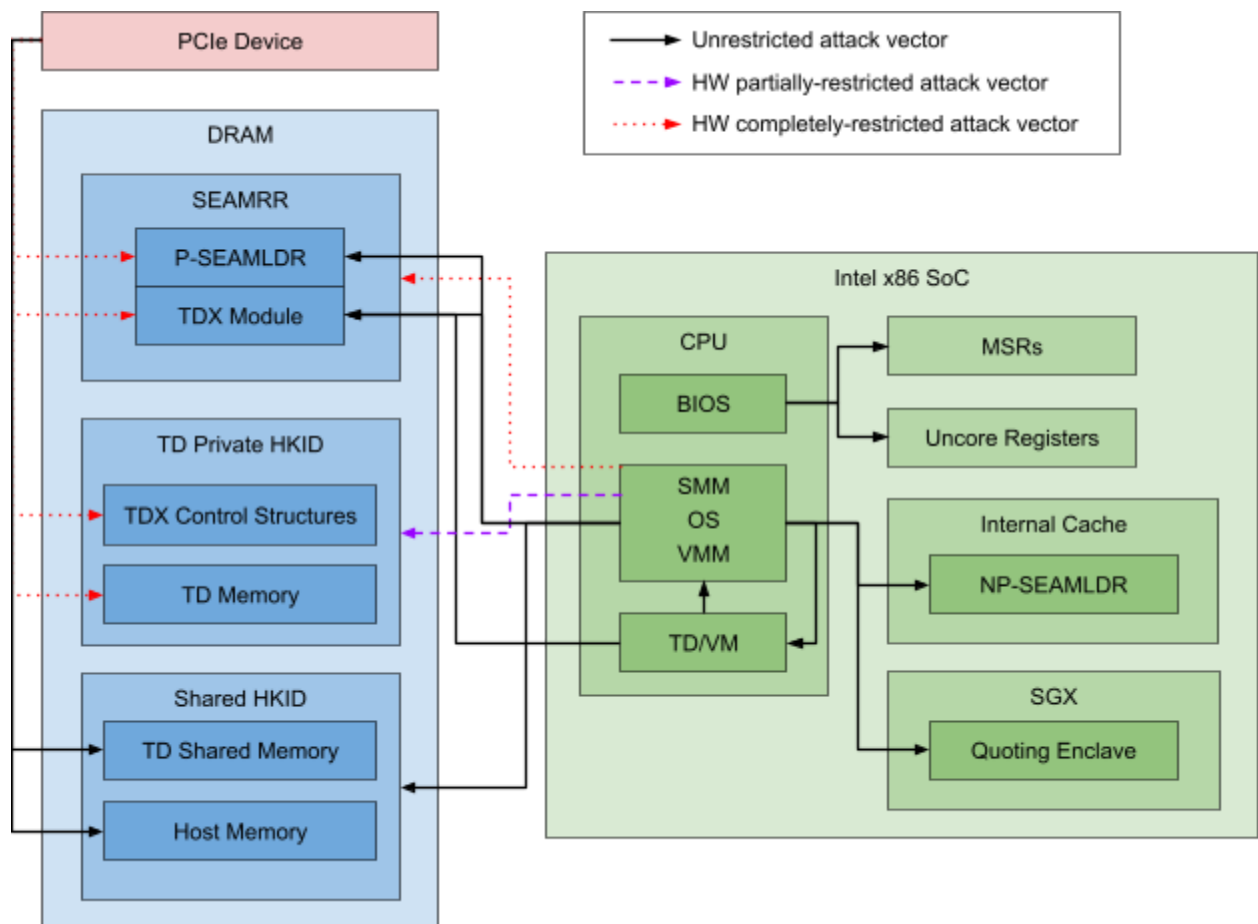 PCIe Device
Unrestricted attack vector
HW partially-restricted attack vector
HW completely-restricted attack vector
DRAM
SEAMRR
P-SEAMLDR
TDX Module
TD Private HKID
TDX Control Structures
TD Memory
Shared HKID
TD Shared Memory
Host Memory
Intel x86 SoC
CPU
BIOS
SMM
OS
VMM
TD/VM
MSRs
Uncore Registers
Internal Cache
NP-SEAMLDR
SGX
Quoting Enclave